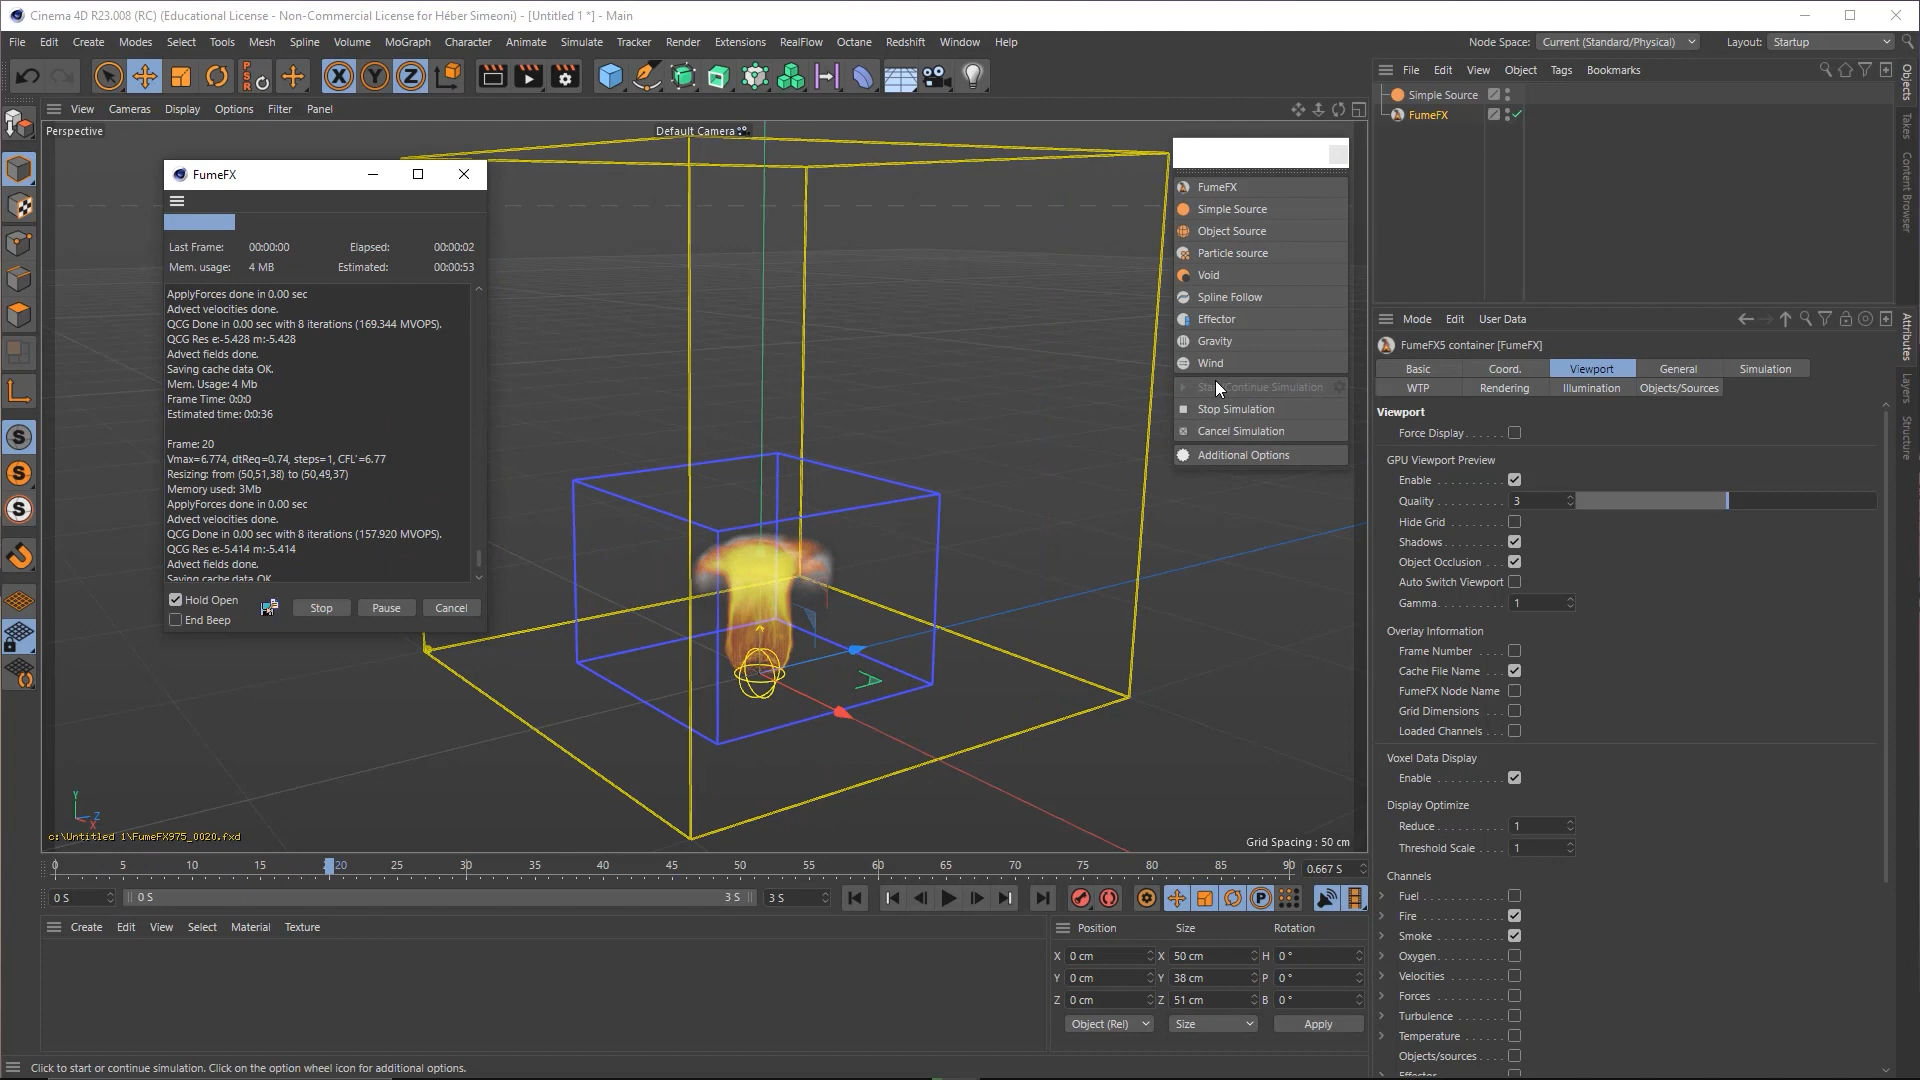 Cinema 4D R23.008 (RC) (Educational License - Non-Commercial License for Héber Simeoni) - [Untitled 1 *] - Main
File Edit Create Modes Select Tools Mesh Spline Volume MoGraph Character Animate Simulate Tracker Render Extensions RealFlow Octane Redshift Window Help
Node Space: Current (Standard/Physical) Layout: Startup
PSR X Y Z
View Cameras Display Options Filter Panel
Perspective
Default Camera
FumeFX
Last Frame: 00:00:00 Elapsed: 00:00:02
Mem. usage: 4 MB Estimated: 00:00:53
ApplyForces done in 0.00 sec
Advect velocities done.
QCG Done in 0.00 sec with 8 iterations (169.344 MVOPS).
QCG Res e:-5.428 m:-5.428
Advect fields done.
Saving cache data OK.
Mem. Usage: 4 Mb
Frame Time: 0:0:0
Estimated time: 0:0:36
Frame: 20
Vmax=6.774, dtReq=0.74, steps=1, CFL'=6.77
Resizing: from (50,51,38) to (50,49,37)
Memory used: 3Mb
ApplyForces done in 0.00 sec
Advect velocities done.
QCG Done in 0.00 sec with 8 iterations (157.920 MVOPS).
QCG Res e:-5.414 m:-5.414
Advect fields done.
Saving cache data OK
Hold Open
End Beep
Stop Pause Cancel
FumeFX
Simple Source
Object Source
Particle source
Void
Spline Follow
Effector
Gravity
Wind
Continue Simulation
Stop Simulation
Cancel Simulation
Additional Options
Y
Z
X
c:\Untitled 1\FumeFX975_0020.fxd
Grid Spacing : 50 cm
0 5 10 15 20 25 30 35 40 45 50 55 60 65 70 75 80 85 90 0.667 S
0 S 0 S 3 S 3 S
P
Create Edit View Select Material Texture
Position Size Rotation
X 0 cm X 50 cm H 0 °
Y 0 cm Y 38 cm P 0 °
Z 0 cm Z 51 cm B 0 °
Object (Rel) Size Apply
Click to start or continue simulation. Click on the option wheel icon for additional options.
File Edit View Object Tags Bookmarks
Simple Source
FumeFX
Objects
Takes
Content Browser
Mode Edit User Data
FumeFX5 container [FumeFX]
Basic Coord. Viewport General Simulation
WTP Rendering Illumination Objects/Sources
Attributes
Layers
Structure
Viewport
Force Display
GPU Viewport Preview
Enable
Quality 3
Hide Grid
Shadows
Object Occlusion
Auto Switch Viewport
Gamma 1
Overlay Information
Frame Number
Cache File Name
FumeFX Node Name
Grid Dimensions
Loaded Channels
Voxel Data Display
Enable
Display Optimize
Reduce 1
Threshold Scale 1
Channels
Fuel
Fire
Smoke
Oxygen
Velocities
Forces
Turbulence
Temperature
Objects/sources
Effector